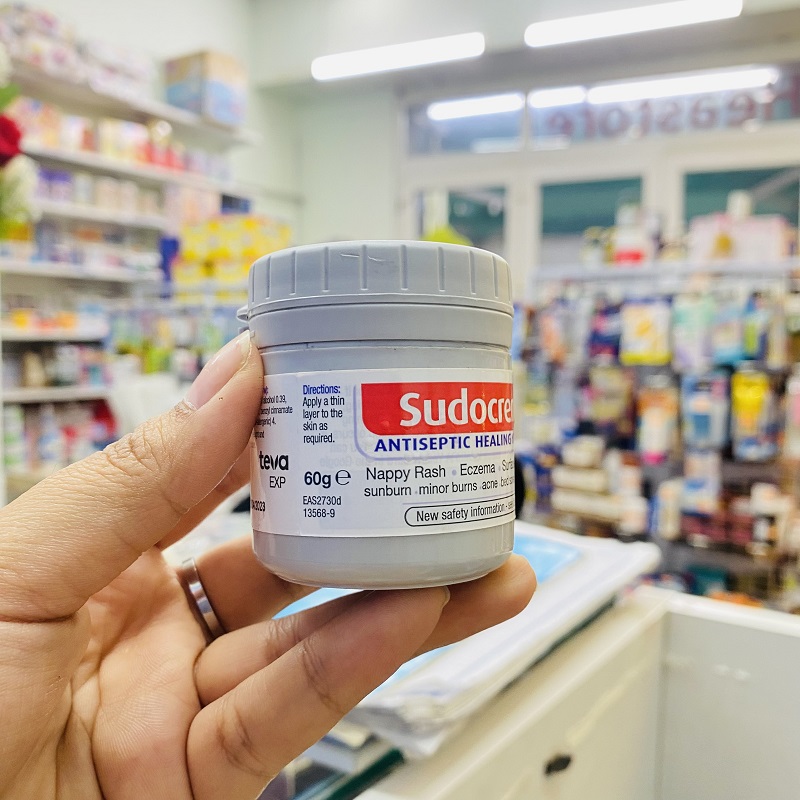 Directions:
Apply a thin
layer to the
skin as
required.
teva
EXP
60g e
EAS2730d
13568-9
Sudocre
ANTISEPTIC HEALING
Nappy Rash • Eczema •
sunburn • minor burns • acne •
New safety information -